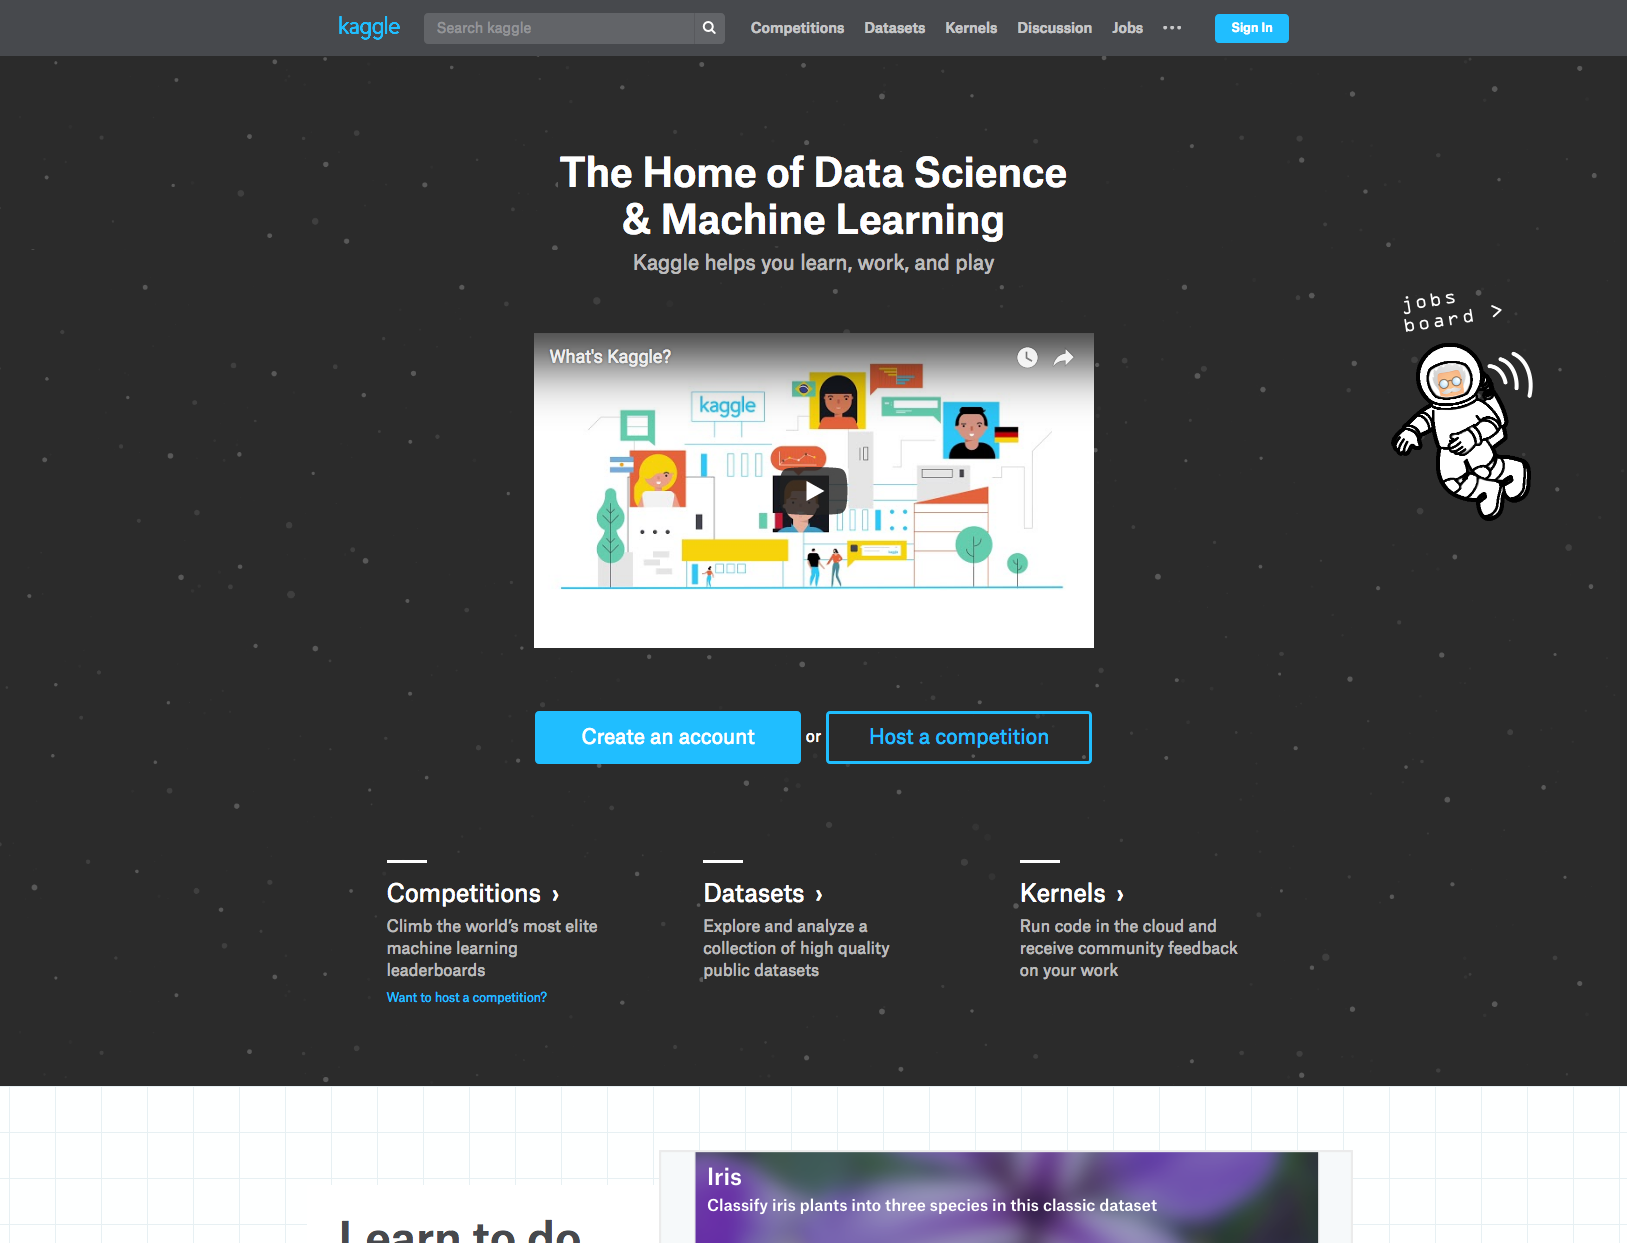 kaggle
Search kaggle
Competitions Datasets Kernels Discussion Jobs ••• Sign In
The Home of Data Science
& Machine Learning
Kaggle helps you learn, work, and play
jobs
board >
What's Kaggle?
kaggle
Create an account or Host a competition
Competitions ›
Climb the world’s most elite
machine learning
leaderboards
Want to host a competition?
Datasets ›
Explore and analyze a
collection of high quality
public datasets
Kernels ›
Run code in the cloud and
receive community feedback
on your work
Learn to do
Iris
Classify iris plants into three species in this classic dataset